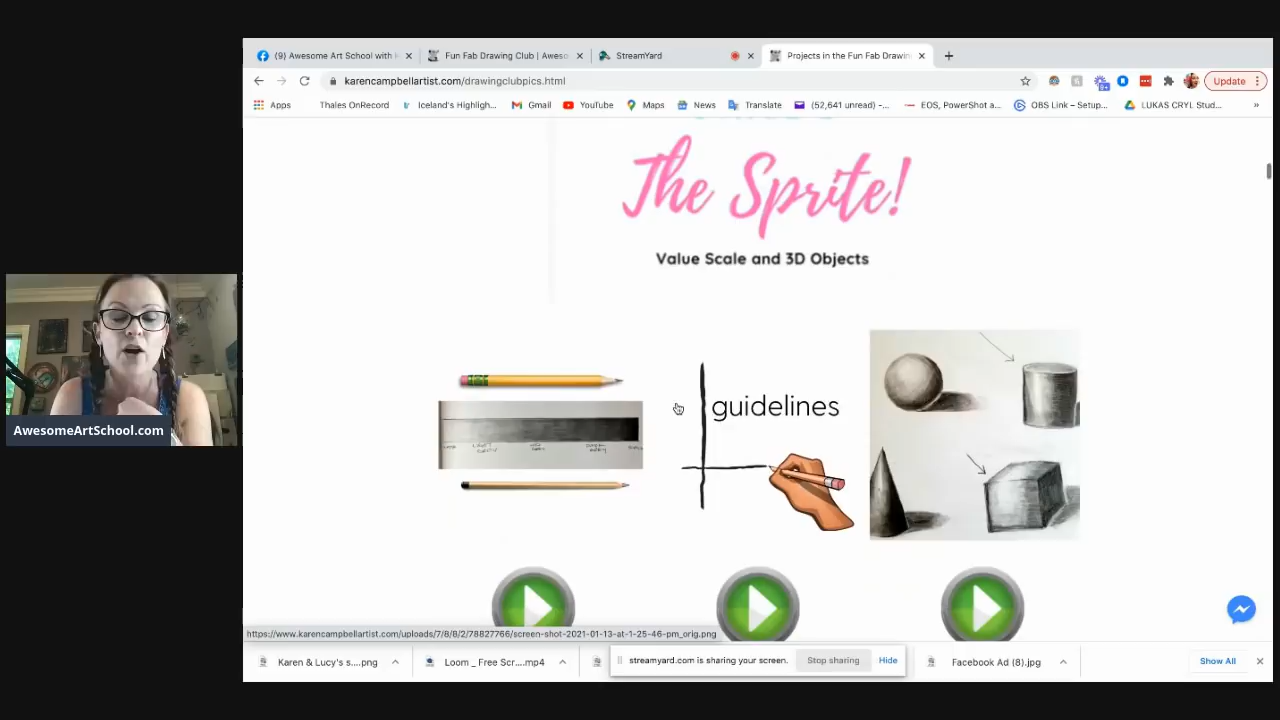 (9) Awesome Art School with
Fun Fab Drawing Club | Aweso
StreamYard
Projects in the Fun Fab Drawin
karencampbellartist.com/drawingclubpics.html
Update
Apps
Thales OnRecord
Iceland's Highligh...
Gmail
YouTube
Maps
News
Translate
(52,641 unread) -...
EOS, PowerShot a...
OBS Link – Setup...
LUKAS CRYL Stud...
The Sprite!
Value Scale and 3D Objects
guidelines
AwesomeArtSchool.com
https://www.karencampbellartist.com/uploads/7/8/8/2/78827766/screen-shot-2021-01-13-at-1-25-46-pm_orig.png
Karen & Lucy's s....png
Loom _ Free Scr....mp4
streamyard.com is sharing your screen.
Stop sharing
Hide
Facebook Ad (8).jpg
Show All